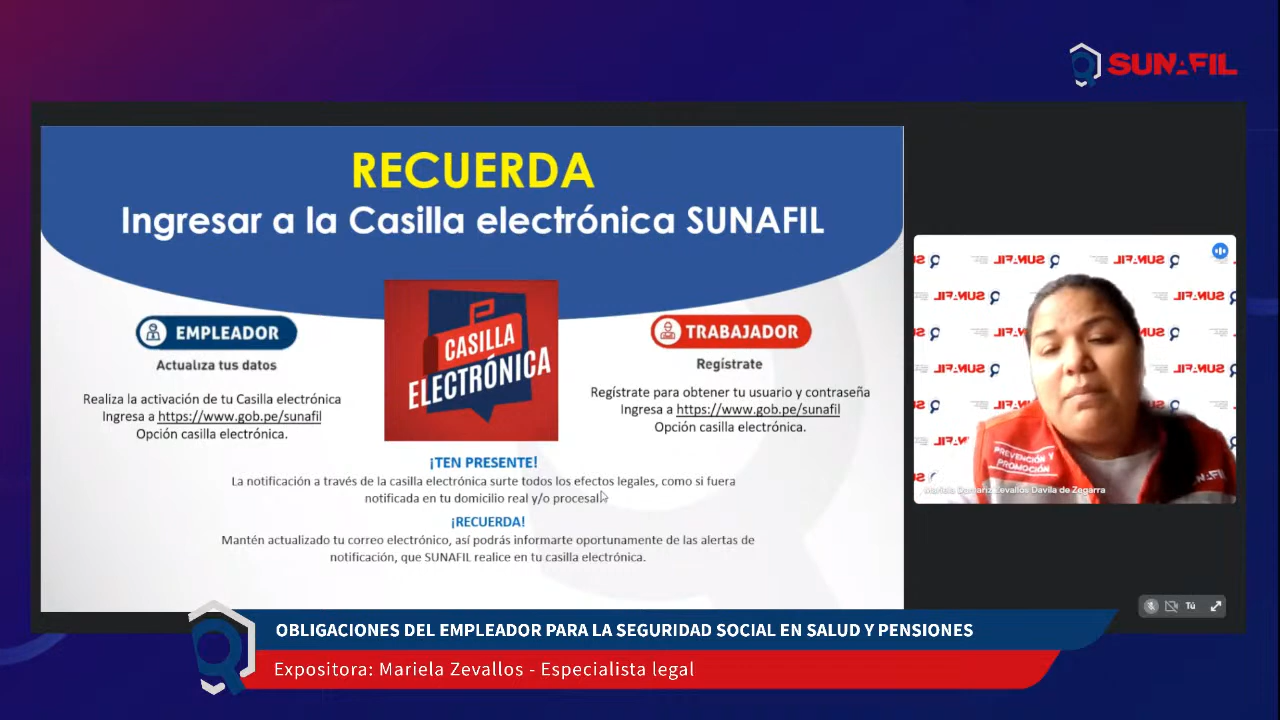 SUNAFIL
RECUERDA
Ingresar a la Casilla electrónica SUNAFIL
EMPLEADOR
Actualiza tus datos
Realiza la activación de tu Casilla electrónica
Ingresa a https://www.gob.pe/sunafil
Opción casilla electrónica.
CASILLA
ELECTRÓNICA
TRABAJADOR
Regístrate
Regístrate para obtener tu usuario y contraseña
Ingresa a https://www.gob.pe/sunafil
Opción casilla electrónica.
¡TEN PRESENTE!
La notificación a través de la casilla electrónica surte todos los efectos legales, como si fuera
notificada en tu domicilio real y/o procesal.
¡RECUERDA!
Mantén actualizado tu correo electrónico, así podrás informarte oportunamente de las alertas de
notificación, que SUNAFIL realice en tu casilla electrónica.
PREVENCIÓN Y
PROMOCIÓN
Zevallos Davila de Zegarra
Tú
OBLIGACIONES DEL EMPLEADOR PARA LA SEGURIDAD SOCIAL EN SALUD Y PENSIONES
Expositora: Mariela Zevallos - Especialista legal